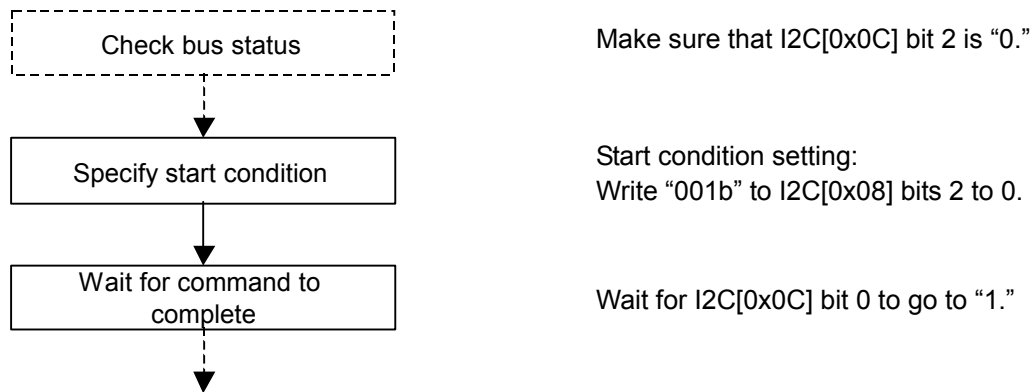 Check bus status
Make sure that I2C[0x0C] bit 2 is “0.”
Specify start condition
Start condition setting:
Write “001b” to I2C[0x08] bits 2 to 0.
Wait for command to
complete
Wait for I2C[0x0C] bit 0 to go to “1.”